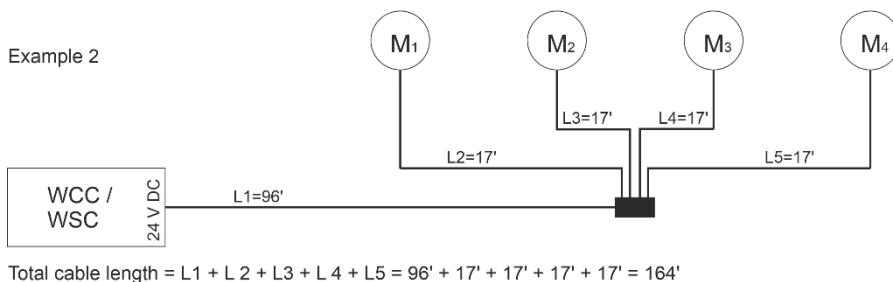 M1
M2
M3
M4
Example 2
L3=17'
L4=17'
L2=17'
L5=17'
WCC /
WSC
24 V DC
L1=96'
Total cable length = L1 + L 2 + L3 + L 4 + L5 = 96' + 17' + 17' + 17' + 17' = 164'